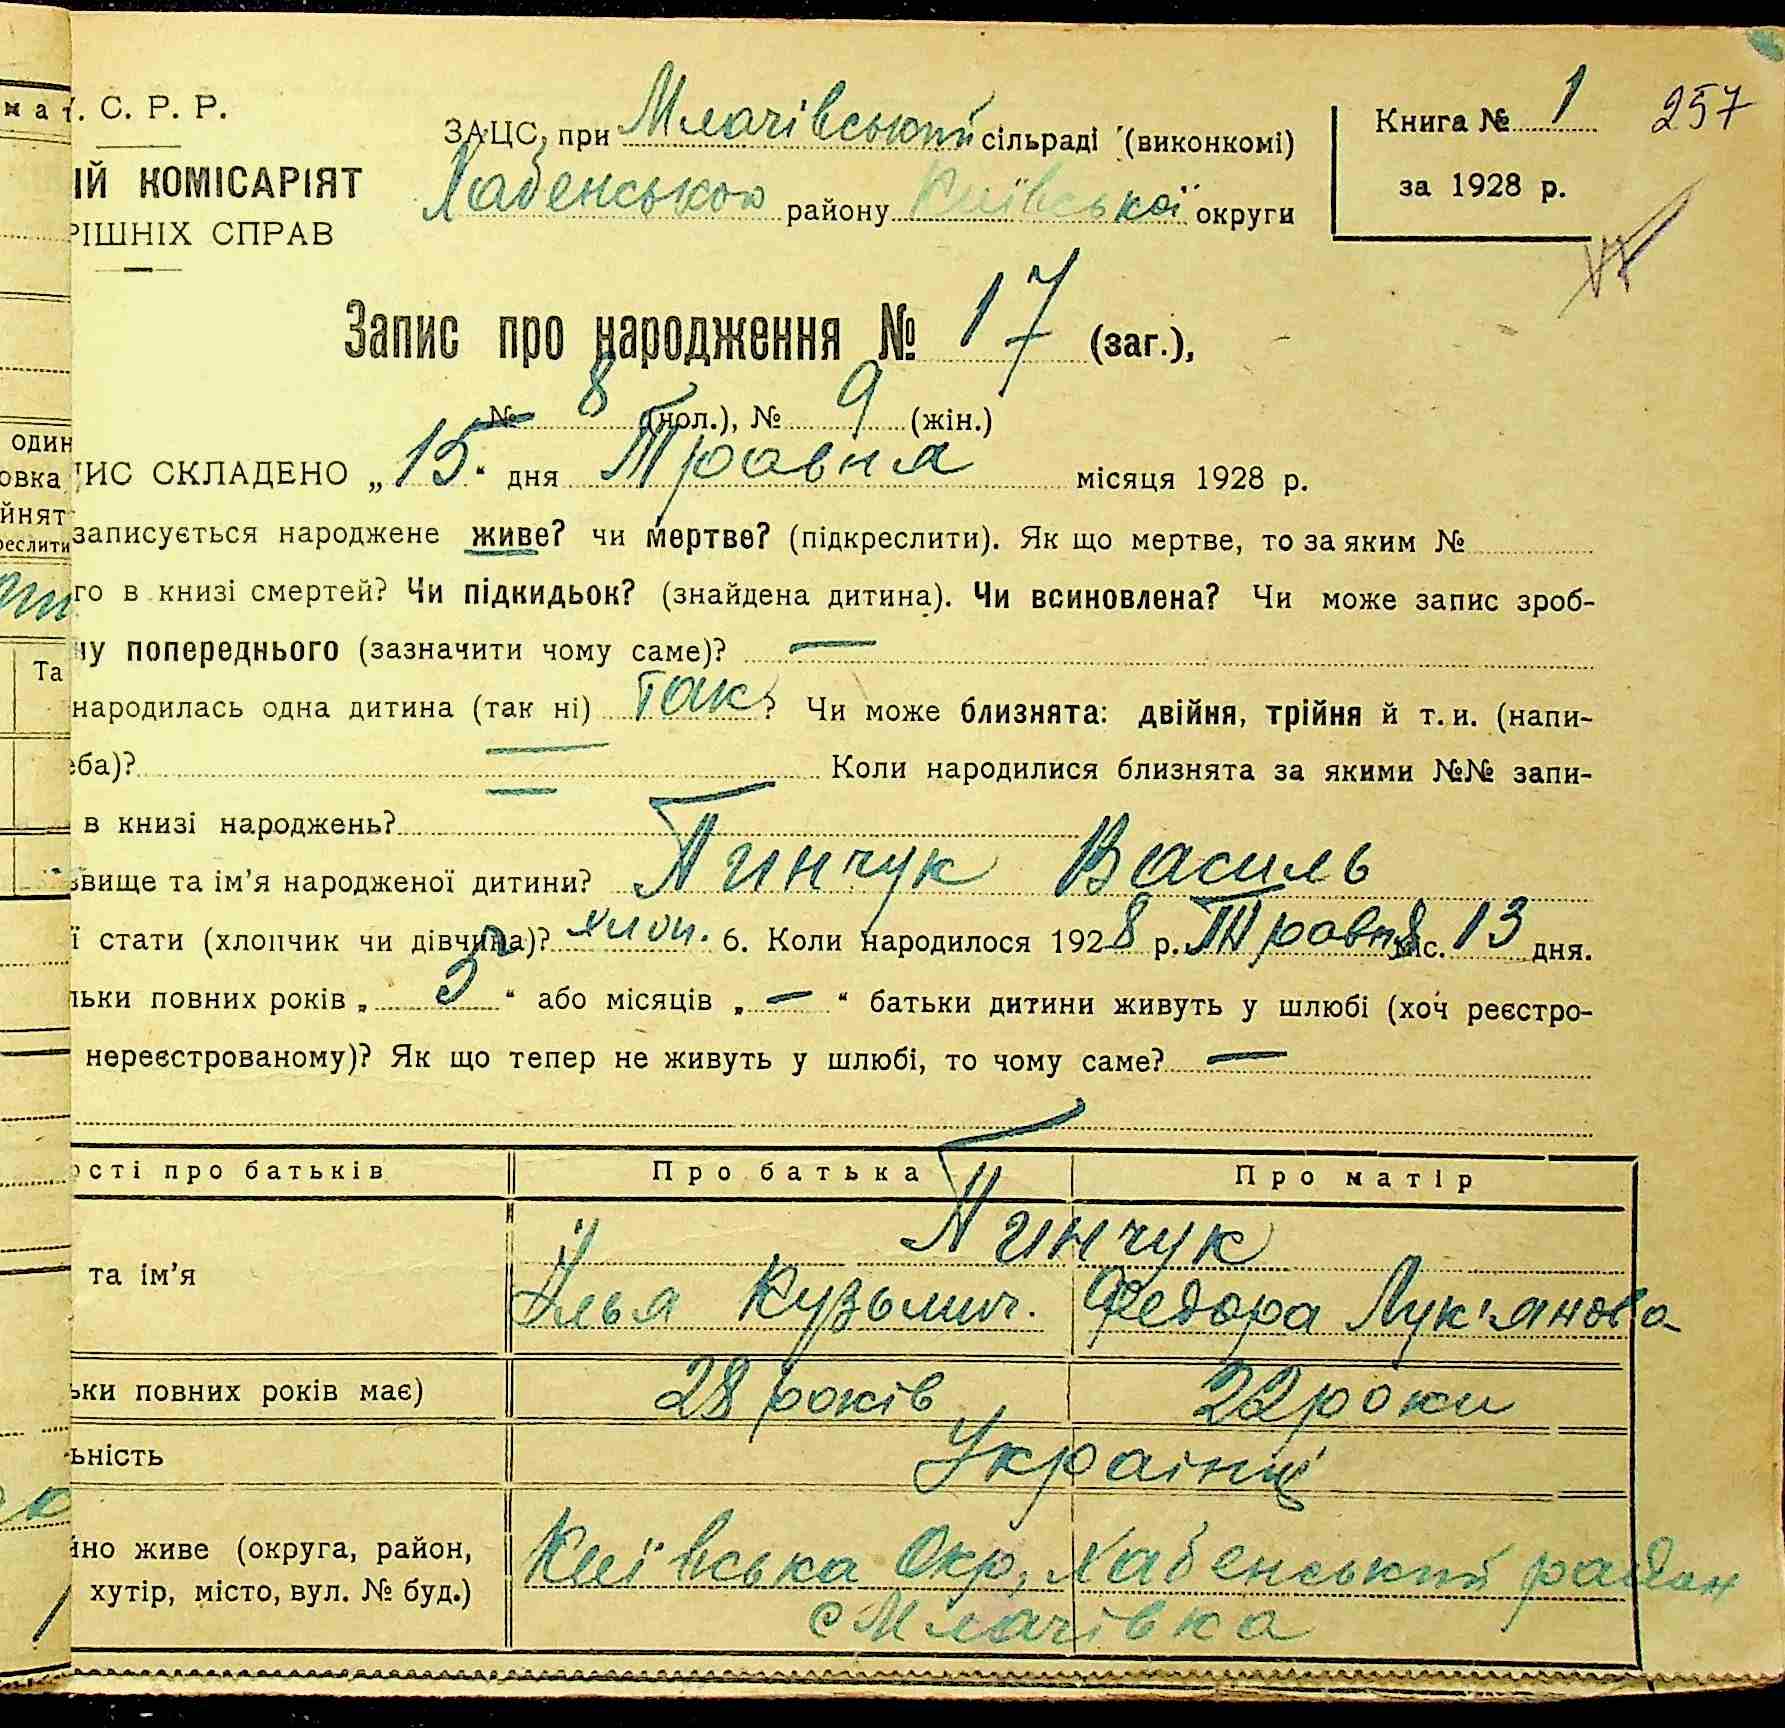 . С. Р. Р.
ИЙ КОМІСАРІЯТ
РІШНІХ СПРАВ
ЗАЦС, при Млачівській сільраді (виконкомі)
Хабенського району Київської округи
Книга № 1
за 1928 р.
257
Запис про народження № 17 (заг.),
№ 8 (чол.), № 9 (жін.)
ИС СКЛАДЕНО „ 15 “ дня Травня місяця 1928 р.
записується народжене живе? чи мертве? (підкреслити). Як що мертве, то за яким №
го в книзі смертей? Чи підкидьок? (знайдена дитина). Чи всиновлена? Чи може запис зроб-
ну попереднього (зазначити чому саме)? —
народилась одна дитина (так ні) так ? Чи може близнята: двійня, трійня й т. и. (напи-
еба)? Коли народилися близнята за якими №№ запи-
в книзі народжень?
звище та ім’я народженої дитини? Пинчук Василь
ї стати (хлопчик чи дівчина)? хлоп. 6. Коли народилося 1928 р. Травня міс. 13 дня.
льки повних років „ 3 “ або місяців „ — “ батьки дитини живуть у шлюбі (хоч реєстро-
нереєстрованому)? Як що тепер не живуть у шлюбі, то чому саме? —
ості про батьків Про батька Про матір
Пинчук
та ім’я Ілья Кузьмич. Федора Лук'янова
ьки повних років має) 28 років 22 роки
ьність Українці
йно живе (округа, район, Київська Окр, Хабенський район
хутір, місто, вул. № буд.) с Млачівка
один
овка
йнят
реслити
Та